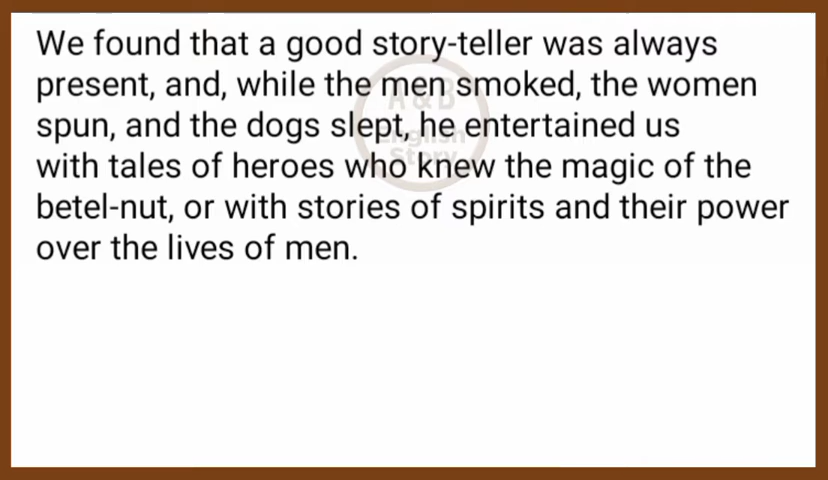 We found that a good story-teller was always
present, and, while the men smoked, the women
spun, and the dogs slept, he entertained us
with tales of heroes who knew the magic of the
betel-nut, or with stories of spirits and their power
over the lives of men.
A & B
English
Story